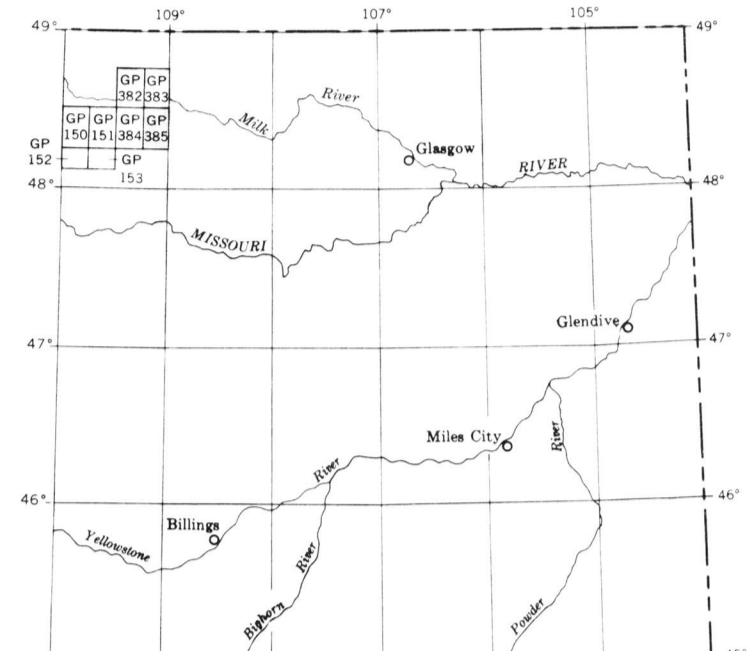 109°
107°
105°
49°
49°
GP
382
GP
383
River
Milk
GP
150
GP
151
GP
384
GP
385
GP
152
GP
153
Glasgow
RIVER
48°
48°
MISSOURI
Glendive
47°
47°
Miles City
River
River
46°
46°
Billings
Yellowstone
River
Bighorn
Powder